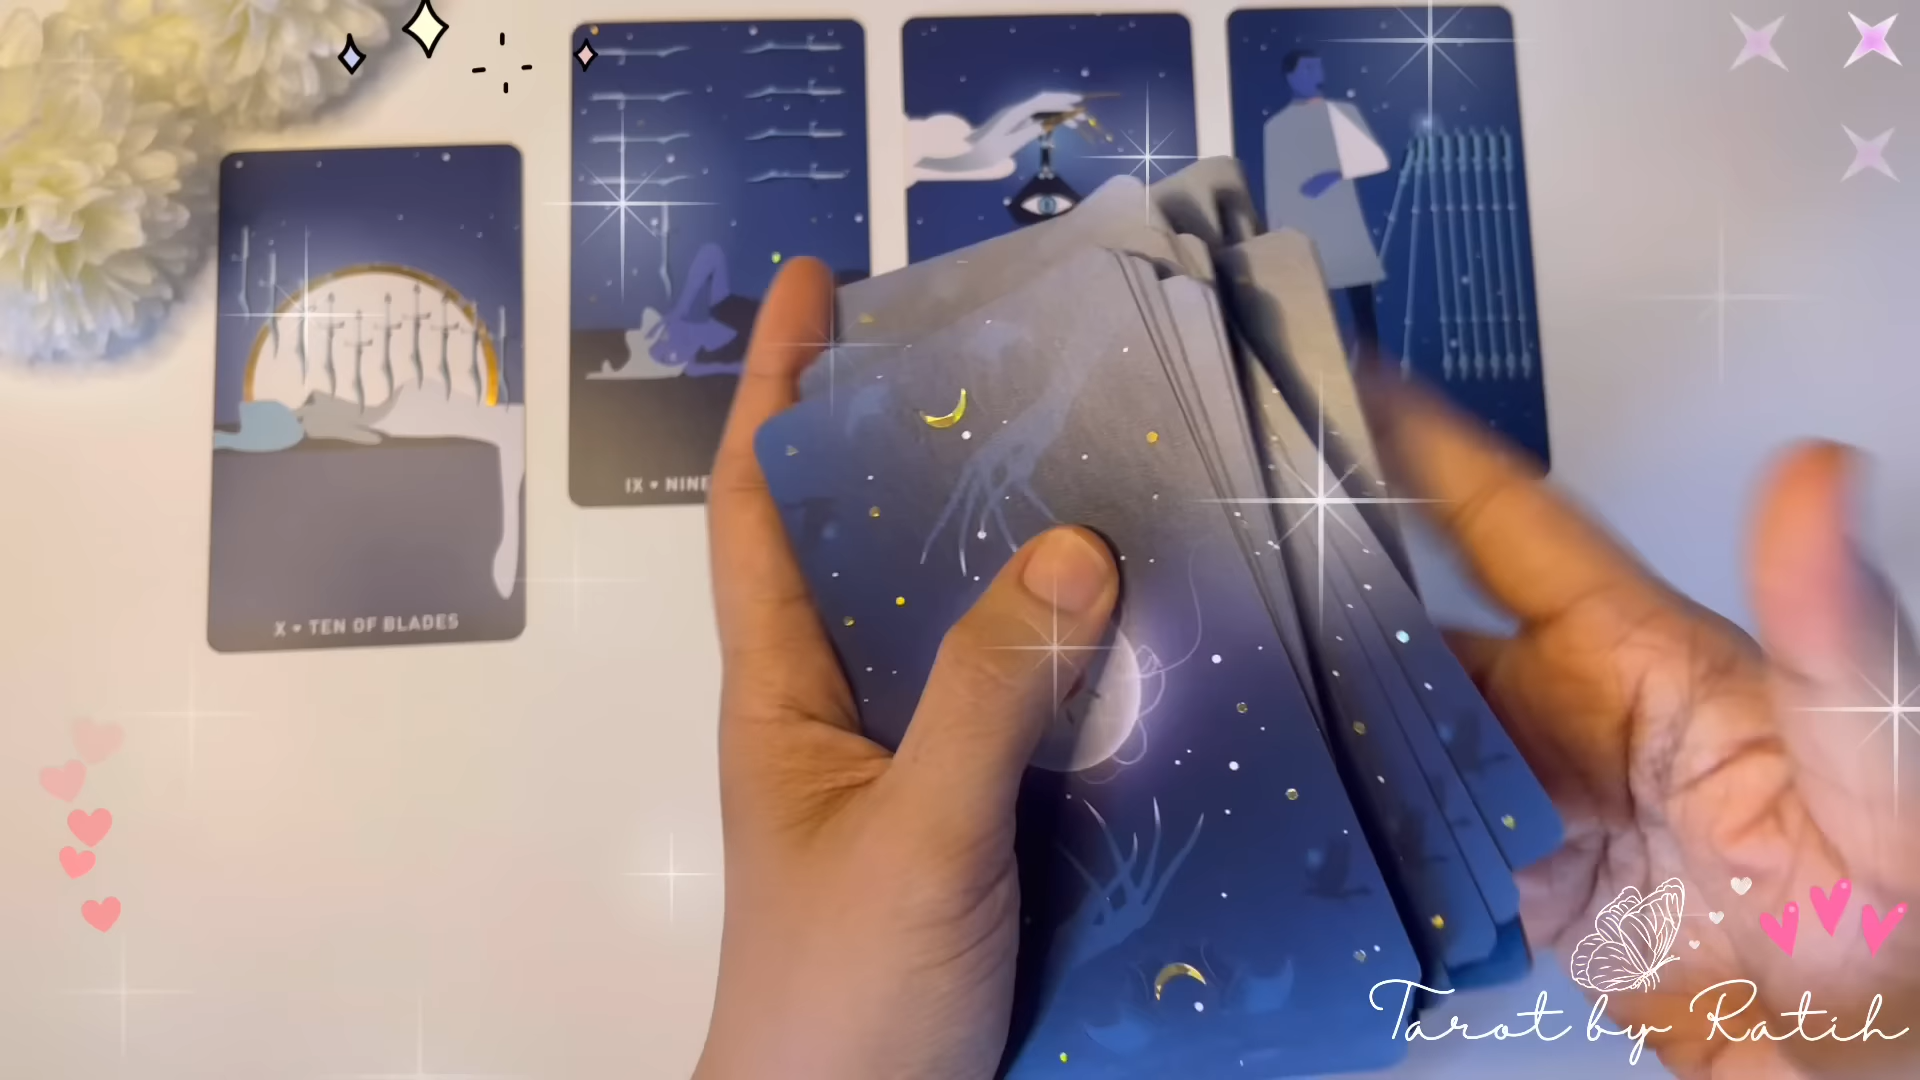 IX ♥ NINE
X ♥ TEN OF BLADES
Tarot by Ratih